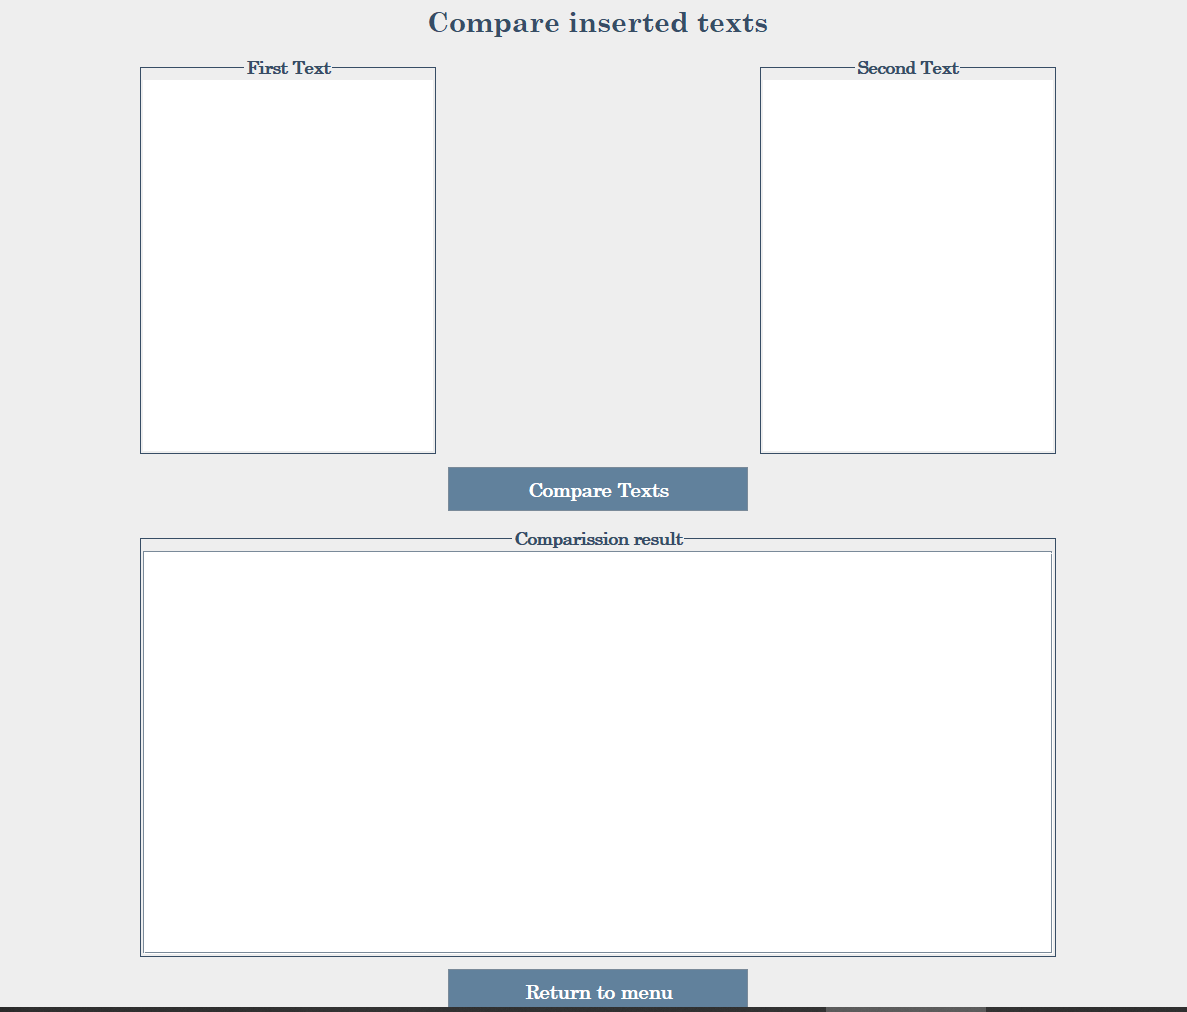 Compare inserted texts
First Text
Second Text
Compare Texts
Comparission result
Return to menu